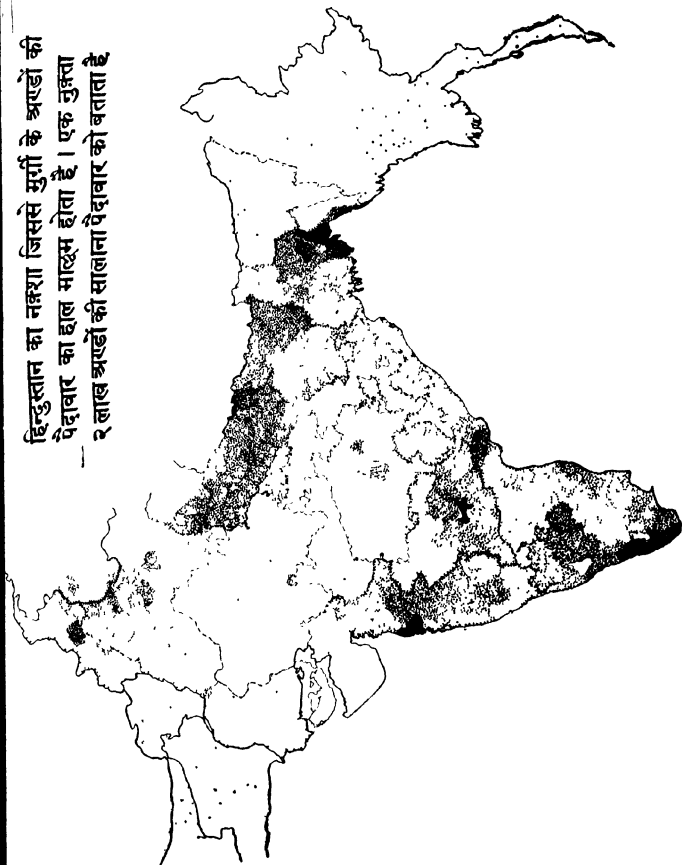 हिन्दुस्तान का नक़्शा जिससे मुर्ग़ी के अण्डों की
पैदावार का हाल मालूम होता है। एक नुक़्ता
२ लाख अण्डों की सालाना पैदावार को बताता है